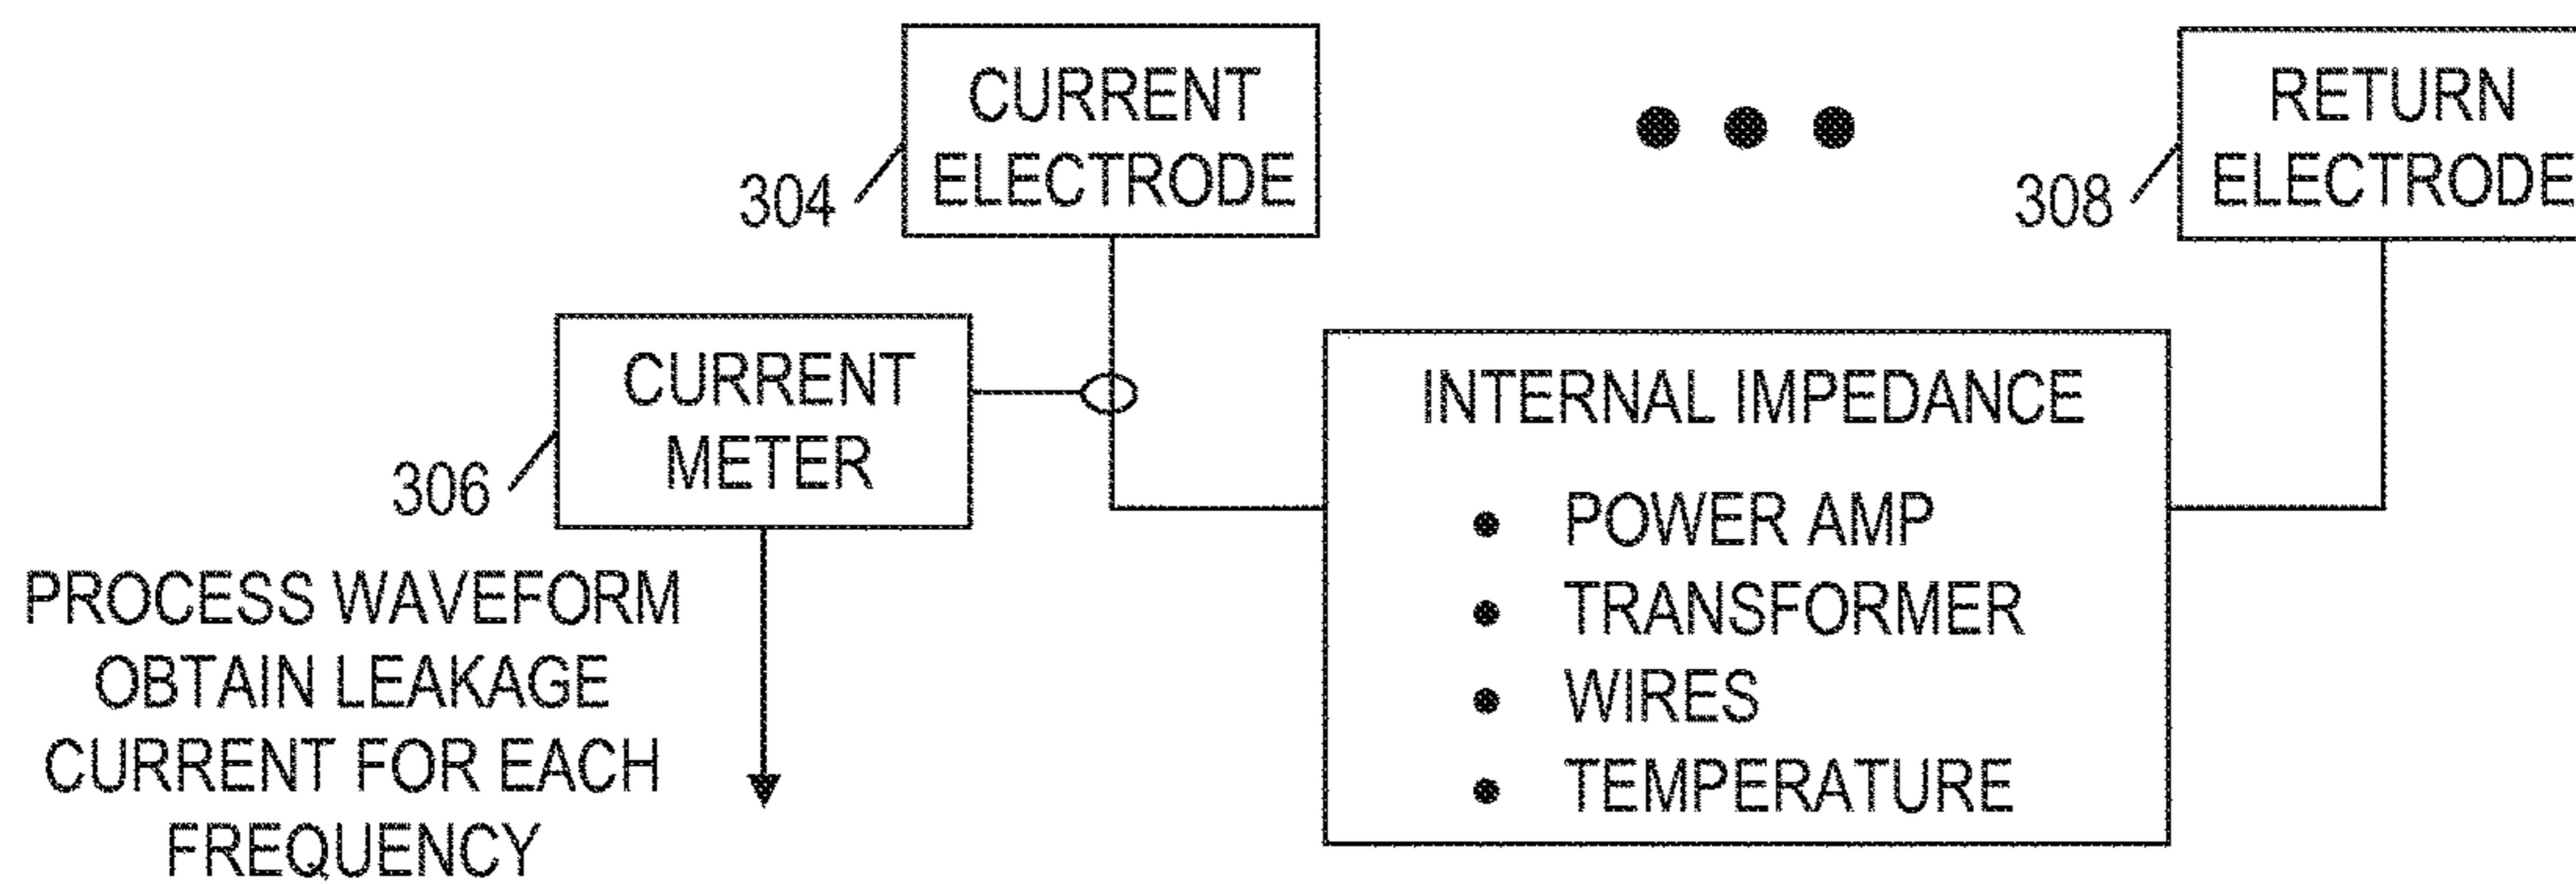 CURRENT
ELECTRODE
304
RETURN
ELECTRODE
308
CURRENT
METER
306
INTERNAL IMPEDANCE
• POWER AMP
• TRANSFORMER
• WIRES
• TEMPERATURE
PROCESS WAVEFORM
OBTAIN LEAKAGE
CURRENT FOR EACH
FREQUENCY